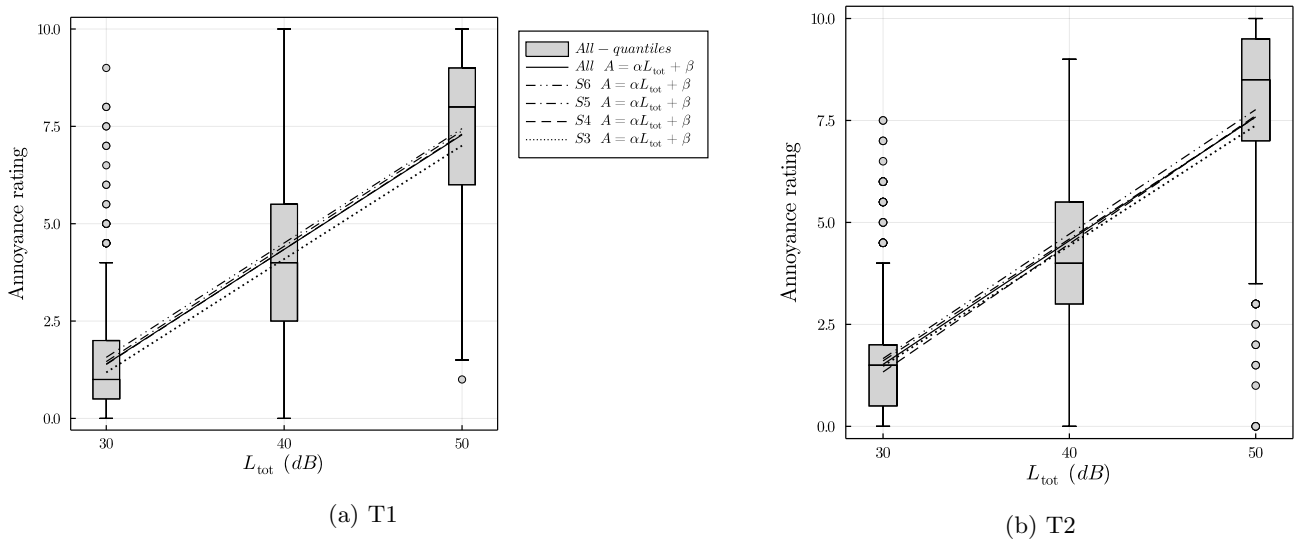 10.0
7.5
5.0
2.5
0.0
Annoyance rating
30
40
50
L_tot (dB)
All − quantiles
All A = αL_tot + β
S6 A = αL_tot + β
S5 A = αL_tot + β
S4 A = αL_tot + β
S3 A = αL_tot + β
(a) T1
10.0
7.5
5.0
2.5
0.0
Annoyance rating
30
40
50
L_tot (dB)
(b) T2